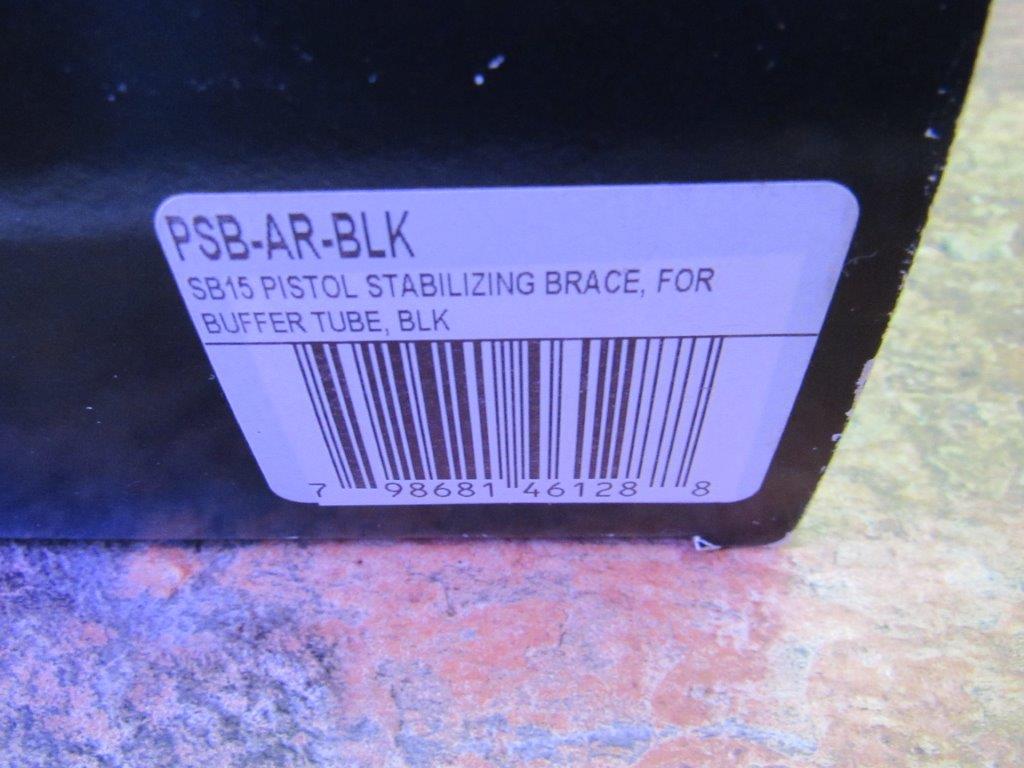 PSB-AR-BLK
SB15 PISTOL STABILIZING BRACE, FOR
BUFFER TUBE, BLK
7 98681 46128 8